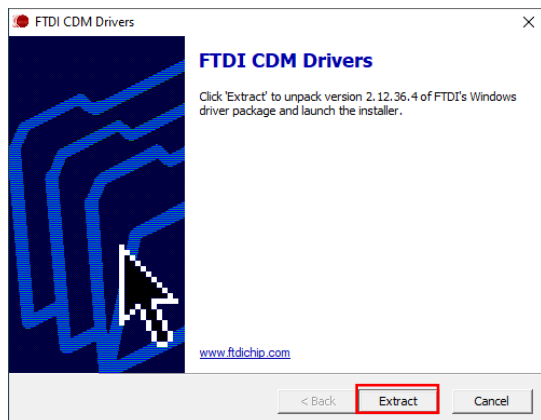 FTDI CDM Drivers
FTDI CDM Drivers
Click 'Extract' to unpack version 2.12.36.4 of FTDI's Windows
driver package and launch the installer.
www.ftdichip.com
< Back
Extract
Cancel